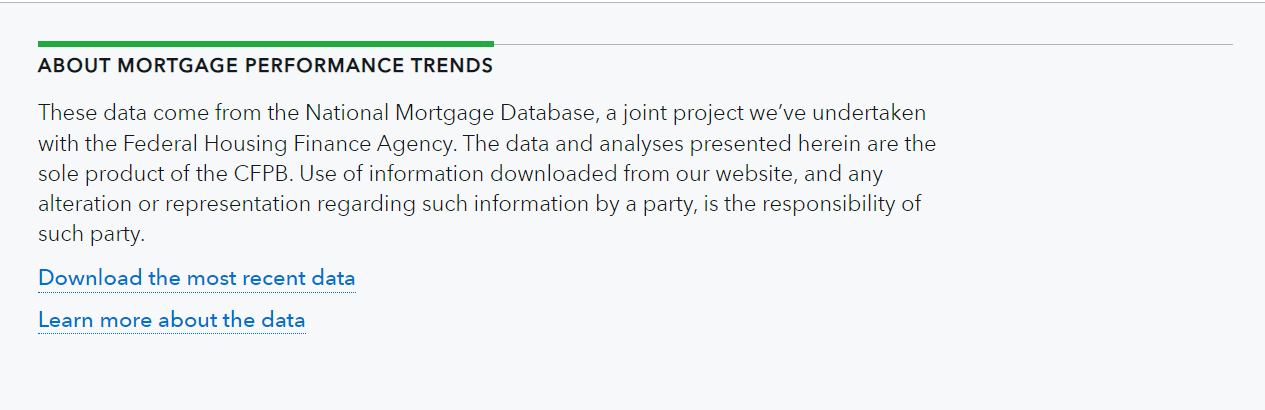 ABOUT MORTGAGE PERFORMANCE TRENDS
These data come from the National Mortgage Database, a joint project we’ve undertaken
with the Federal Housing Finance Agency. The data and analyses presented herein are the
sole product of the CFPB. Use of information downloaded from our website, and any
alteration or representation regarding such information by a party, is the responsibility of
such party.
Download the most recent data
Learn more about the data